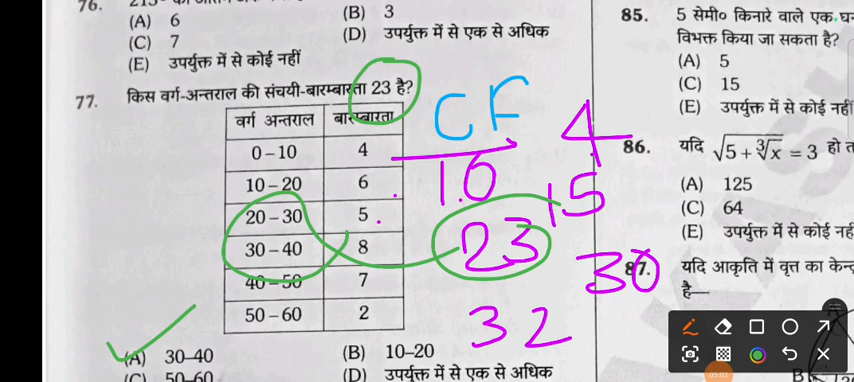 76.
(A) 6
(B) 3
(C) 7
(D) उपर्युक्त में से एक से अधिक
(E) उपर्युक्त में से कोई नहीं
77. किस वर्ग-अन्तराल की संचयी-बारम्बारता 23 है?
वर्ग अन्तराल बारम्बारता
0–10 4
10–20 6
20–30 5
30–40 8
40–50 7
50–60 2
(A) 30–40
(B) 10–20
(C) 50–60
(D) उपर्युक्त में से एक से अधिक
CF
4
10
15
23
30
32
85. 5 सेमी० किनारे वाले एक
विभक्त किया जा सकता है?
(A) 5
(C) 15
(E) उपर्युक्त में से कोई नहीं
86. यदि √5 + ∛x = 3 हो
(A) 125
(C) 64
(E) उपर्युक्त में से कोई नहीं
87. यदि आकृति में वृत्त का
है—
B